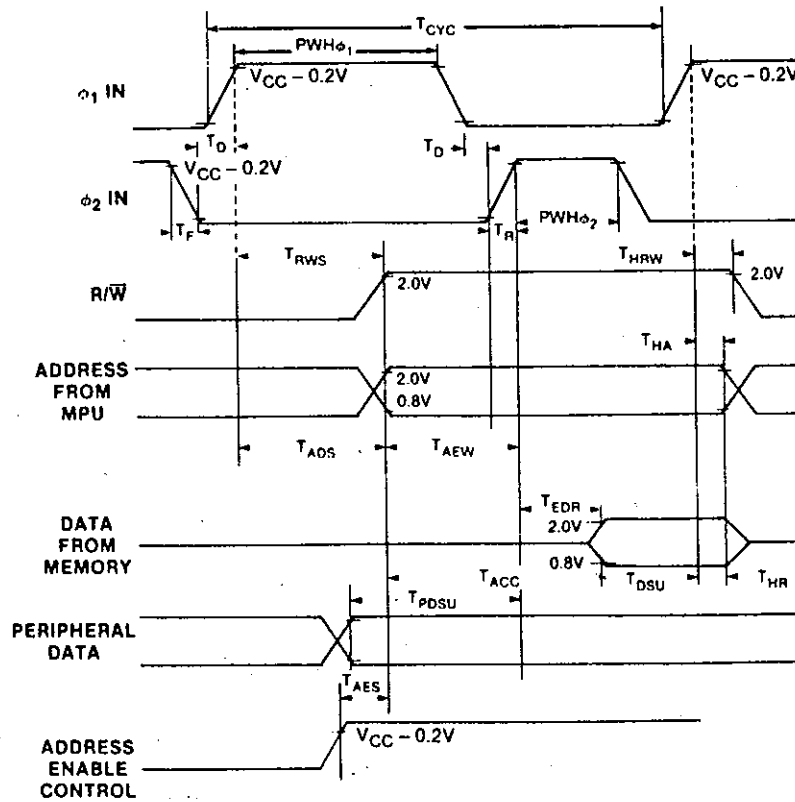 T_CYC
PWHφ₁
V_CC – 0.2V
V_CC – 0.2V
φ₁ IN
T_D
T_D
V_CC – 0.2V
φ₂ IN
T_F
T_R
PWHφ₂
T_RWS
T_HRW
R/W̅
2.0V
2.0V
T_HA
ADDRESS
FROM
MPU
2.0V
0.8V
T_ADS
T_AEW
T_EDR
DATA
FROM
MEMORY
2.0V
0.8V
T_DSU
T_HR
T_ACC
T_PDSU
PERIPHERAL
DATA
T_AES
V_CC – 0.2V
ADDRESS
ENABLE
CONTROL